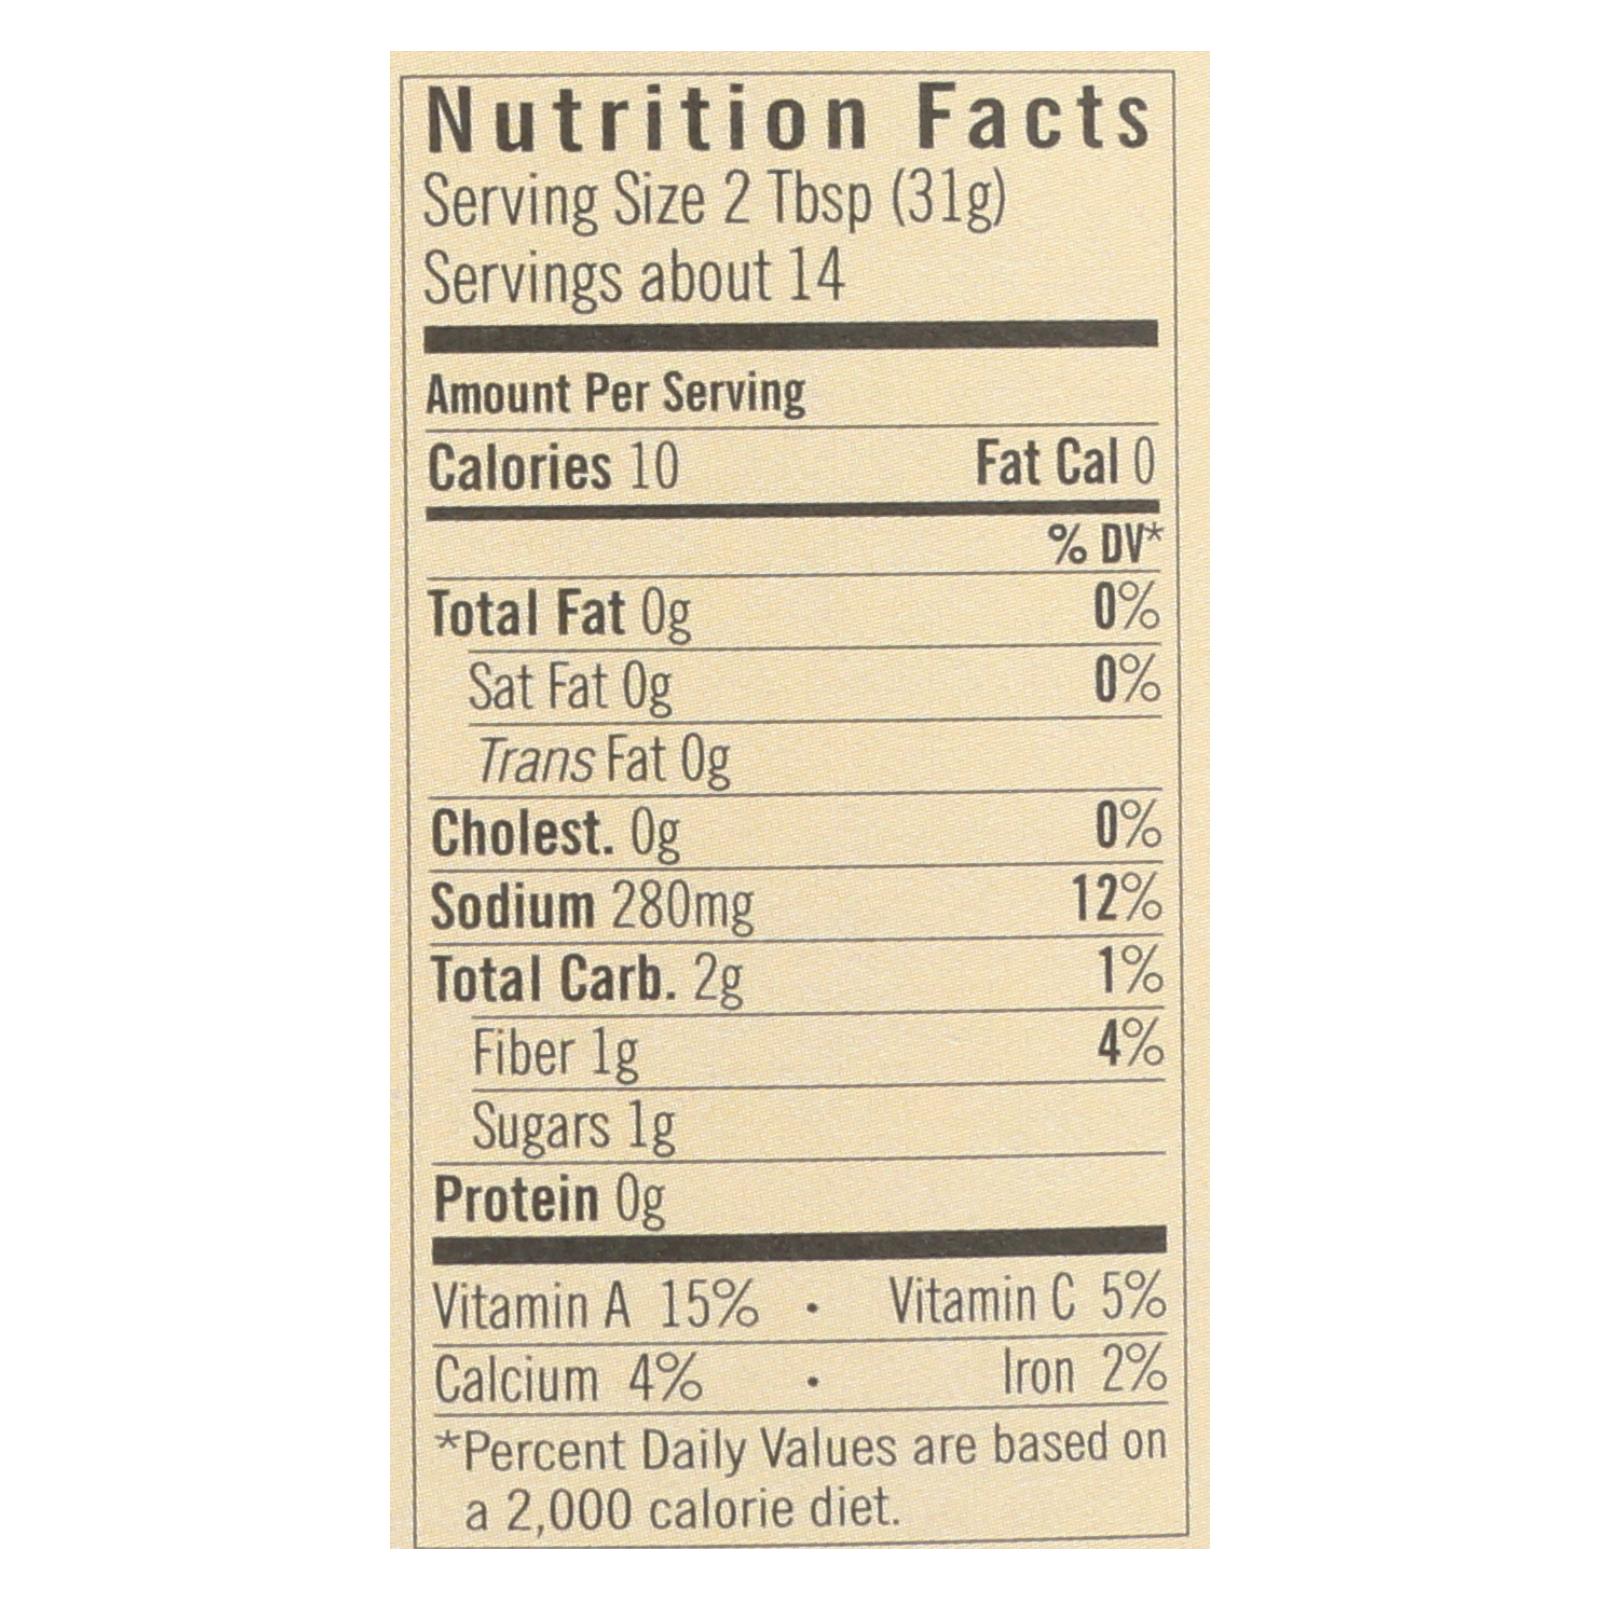 Nutrition Facts
Serving Size 2 Tbsp (31g)
Servings about 14
Amount Per Serving
Calories 10 Fat Cal 0
% DV*
Total Fat 0g 0%
Sat Fat 0g 0%
Trans Fat 0g
Cholest. 0g 0%
Sodium 280mg 12%
Total Carb. 2g 1%
Fiber 1g 4%
Sugars 1g
Protein 0g
Vitamin A 15% • Vitamin C 5%
Calcium 4% • Iron 2%
*Percent Daily Values are based on
a 2,000 calorie diet.